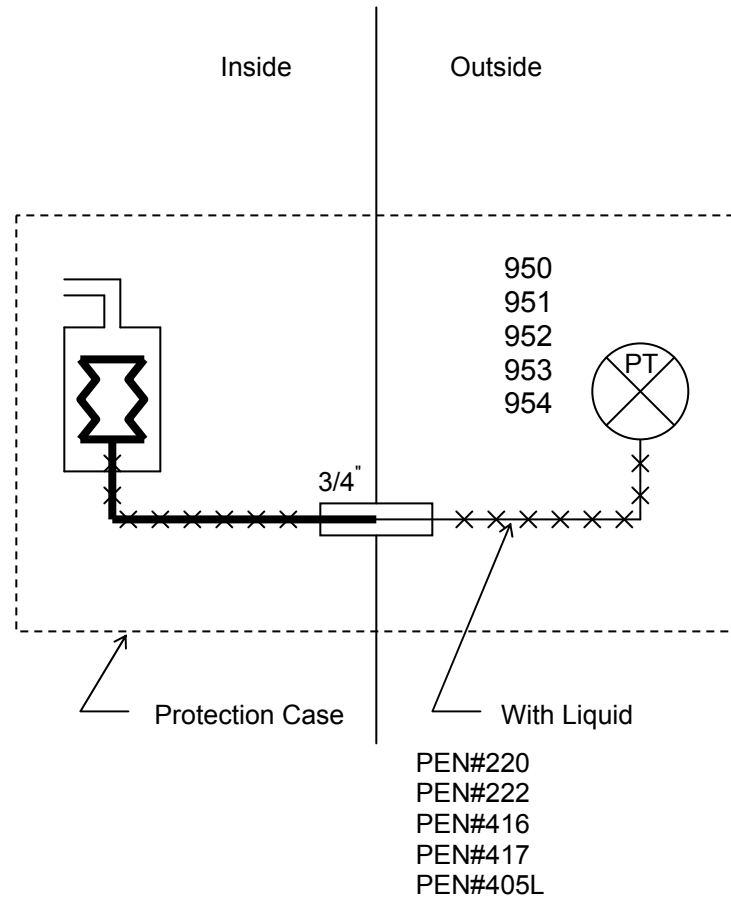 Inside
Outside
950
951
952
953
954
PT
3/4"
Protection Case
With Liquid
PEN#220
PEN#222
PEN#416
PEN#417
PEN#405L